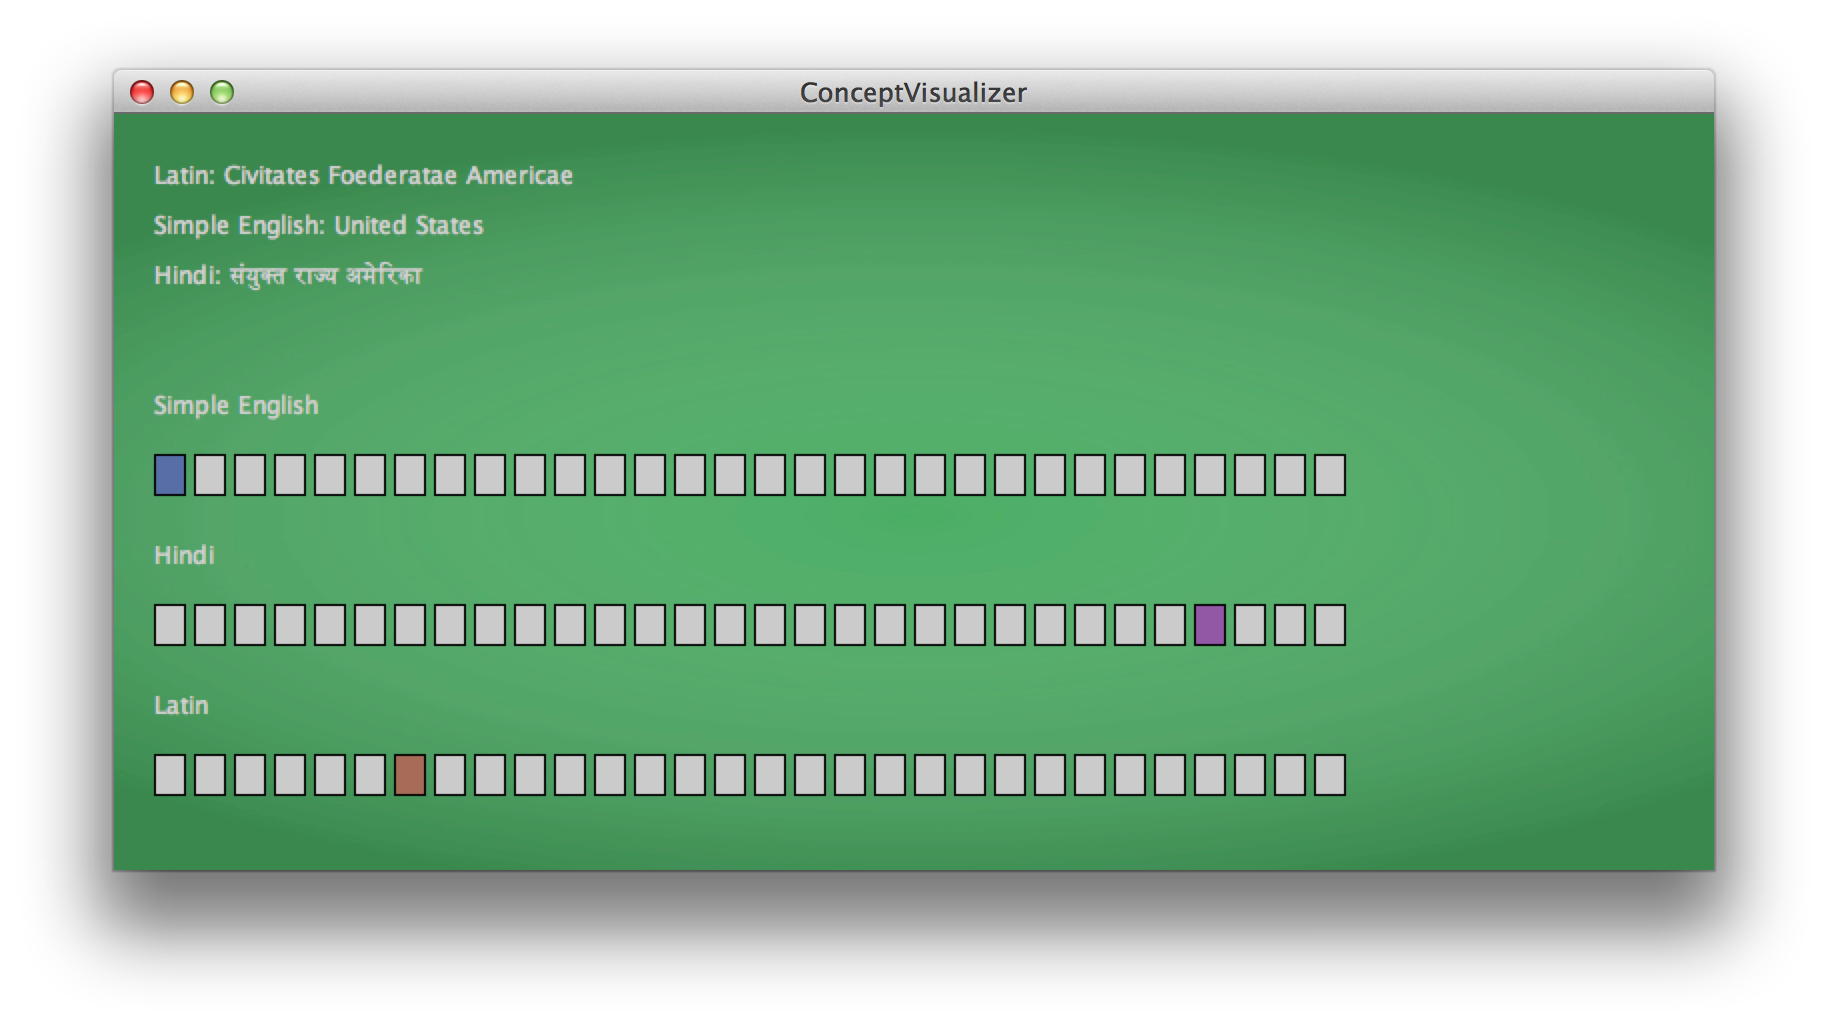 ConceptVisualizer
Latin: Civitates Foederatae Americae
Simple English: United States
Hindi: संयुक्त राज्य अमेरिका
Simple English
Hindi
Latin